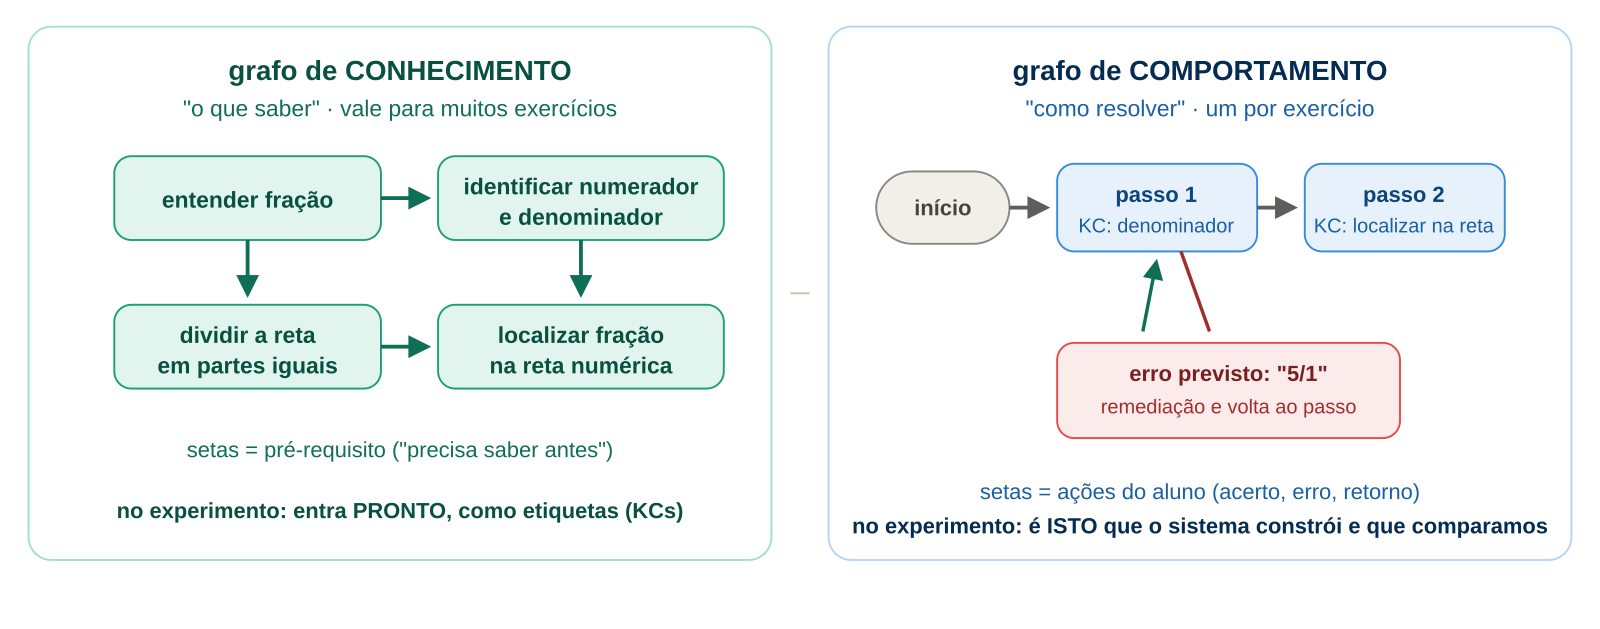 grafo de CONHECIMENTO
"o que saber" · vale para muitos exercícios
entender fração
identificar numerador
e denominador
dividir a reta
em partes iguais
localizar fração
na reta numérica
setas = pré-requisito ("precisa saber antes")
no experimento: entra PRONTO, como etiquetas (KCs)
—
grafo de COMPORTAMENTO
"como resolver" · um por exercício
início
passo 1
KC: denominador
passo 2
KC: localizar na reta
erro previsto: "5/1"
remediação e volta ao passo
setas = ações do aluno (acerto, erro, retorno)
no experimento: é ISTO que o sistema constrói e que comparamos